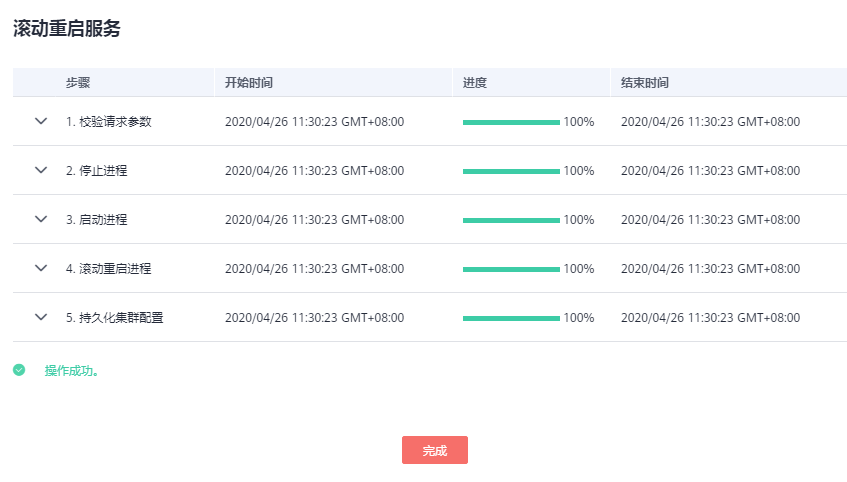 滚动重启服务
步骤 开始时间 进度 结束时间
1. 校验请求参数 2020/04/26 11:30:23 GMT+08:00 100% 2020/04/26 11:30:23 GMT+08:00
2. 停止进程 2020/04/26 11:30:23 GMT+08:00 100% 2020/04/26 11:30:23 GMT+08:00
3. 启动进程 2020/04/26 11:30:23 GMT+08:00 100% 2020/04/26 11:30:23 GMT+08:00
4. 滚动重启进程 2020/04/26 11:30:23 GMT+08:00 100% 2020/04/26 11:30:23 GMT+08:00
5. 持久化集群配置 2020/04/26 11:30:23 GMT+08:00 100% 2020/04/26 11:30:23 GMT+08:00
操作成功。
完成